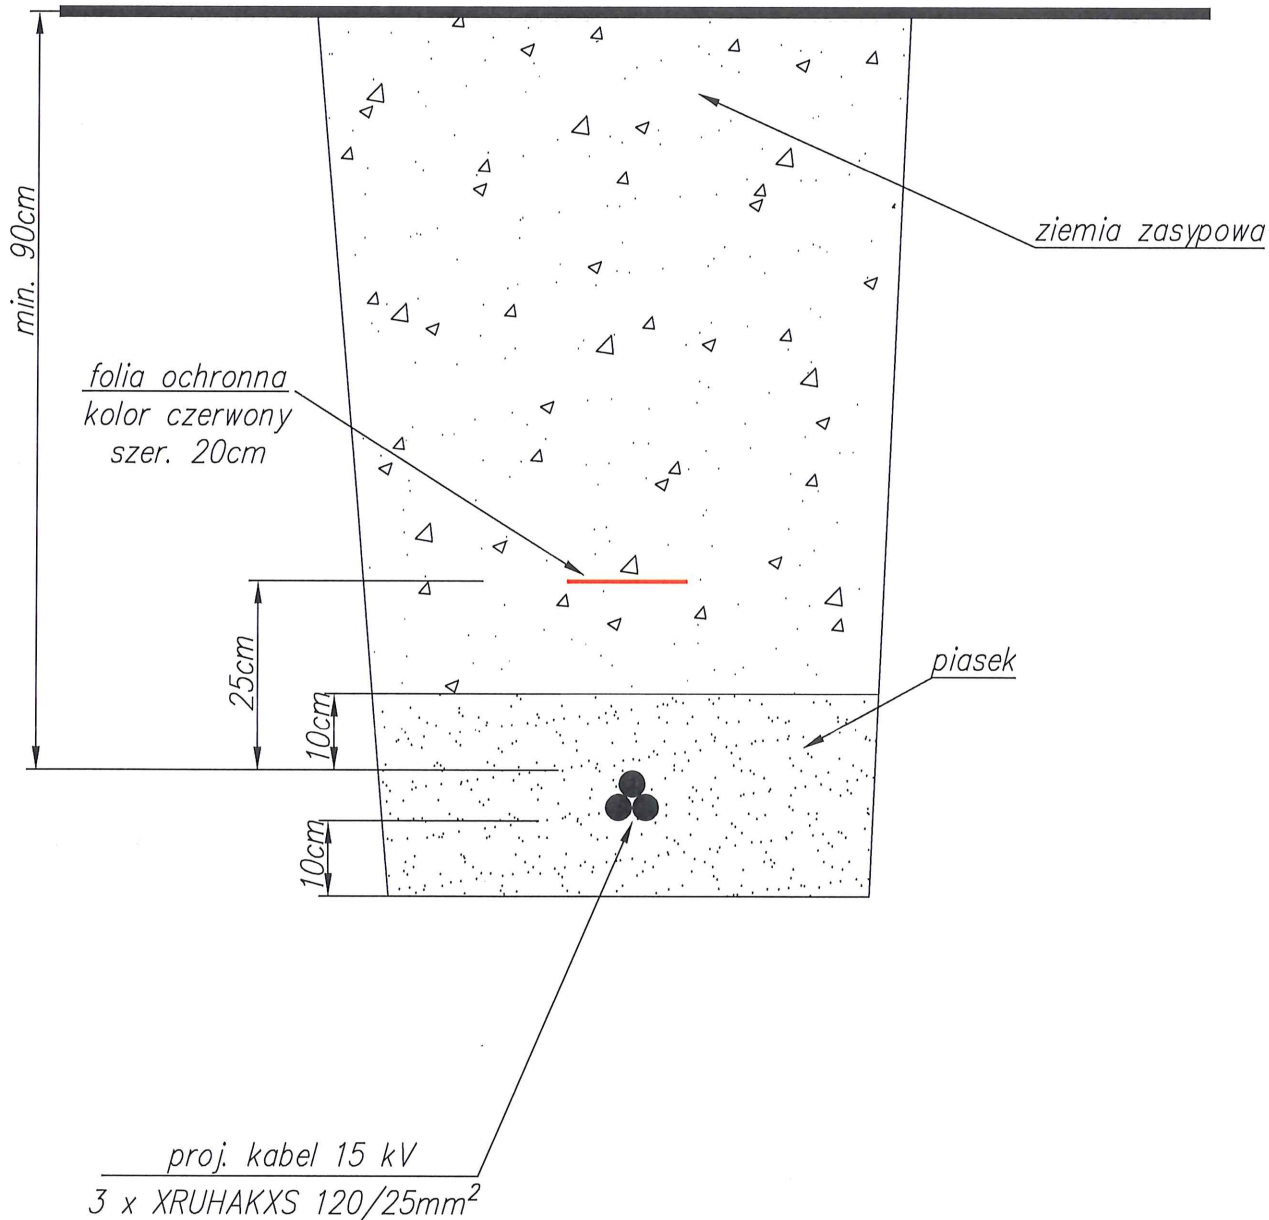 min. 90cm
ziemia zasypowa
folia ochronna
kolor czerwony
szer. 20cm
25cm
10cm
piasek
10cm
proj. kabel 15 kV
3 x XRUHAKXS 120/25mm²